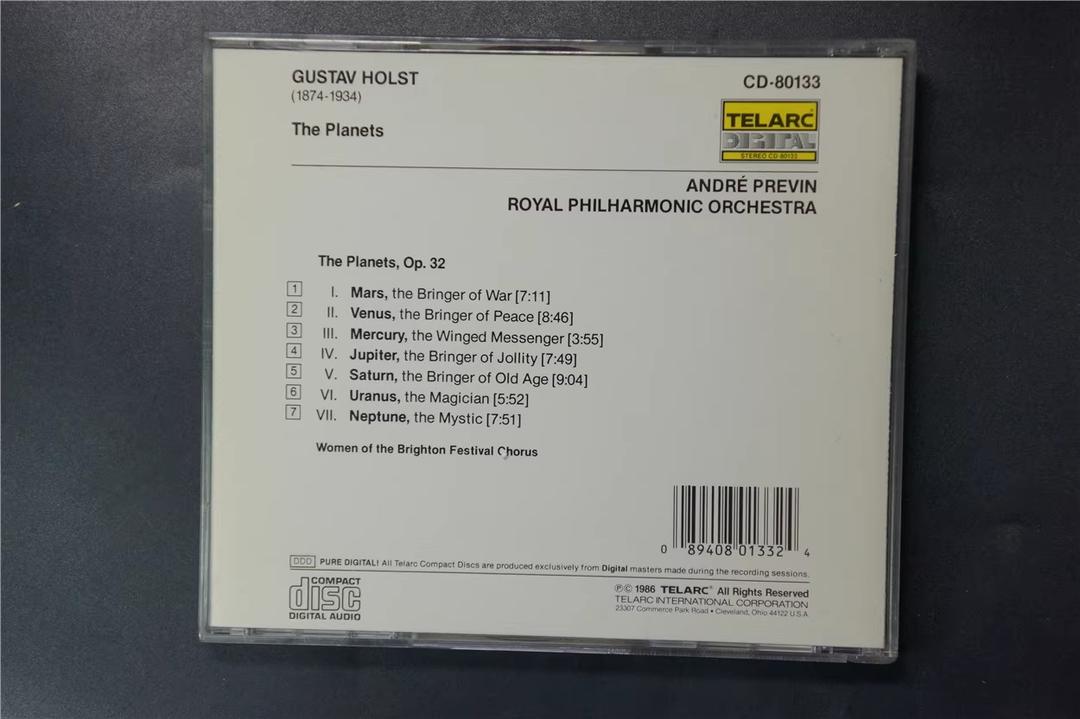 GUSTAV HOLST
(1874-1934)
The Planets
CD-80133
TELARC®
DIGITAL
STEREO CD-80133
ANDRÉ PREVIN
ROYAL PHILHARMONIC ORCHESTRA
The Planets, Op. 32
1 I. Mars, the Bringer of War [7:11]
2 II. Venus, the Bringer of Peace [8:46]
3 III. Mercury, the Winged Messenger [3:55]
4 IV. Jupiter, the Bringer of Jollity [7:49]
5 V. Saturn, the Bringer of Old Age [9:04]
6 VI. Uranus, the Magician [5:52]
7 VII. Neptune, the Mystic [7:51]
Women of the Brighton Festival Chorus
0 89408 01332 4
DDD PURE DIGITAL! All Telarc Compact Discs are produced exclusively from Digital masters made during the recording sessions.
COMPACT
disc
DIGITAL AUDIO
℗© 1986 TELARC® All Rights Reserved
TELARC INTERNATIONAL CORPORATION
23307 Commerce Park Road • Cleveland, Ohio 44122 U.S.A.